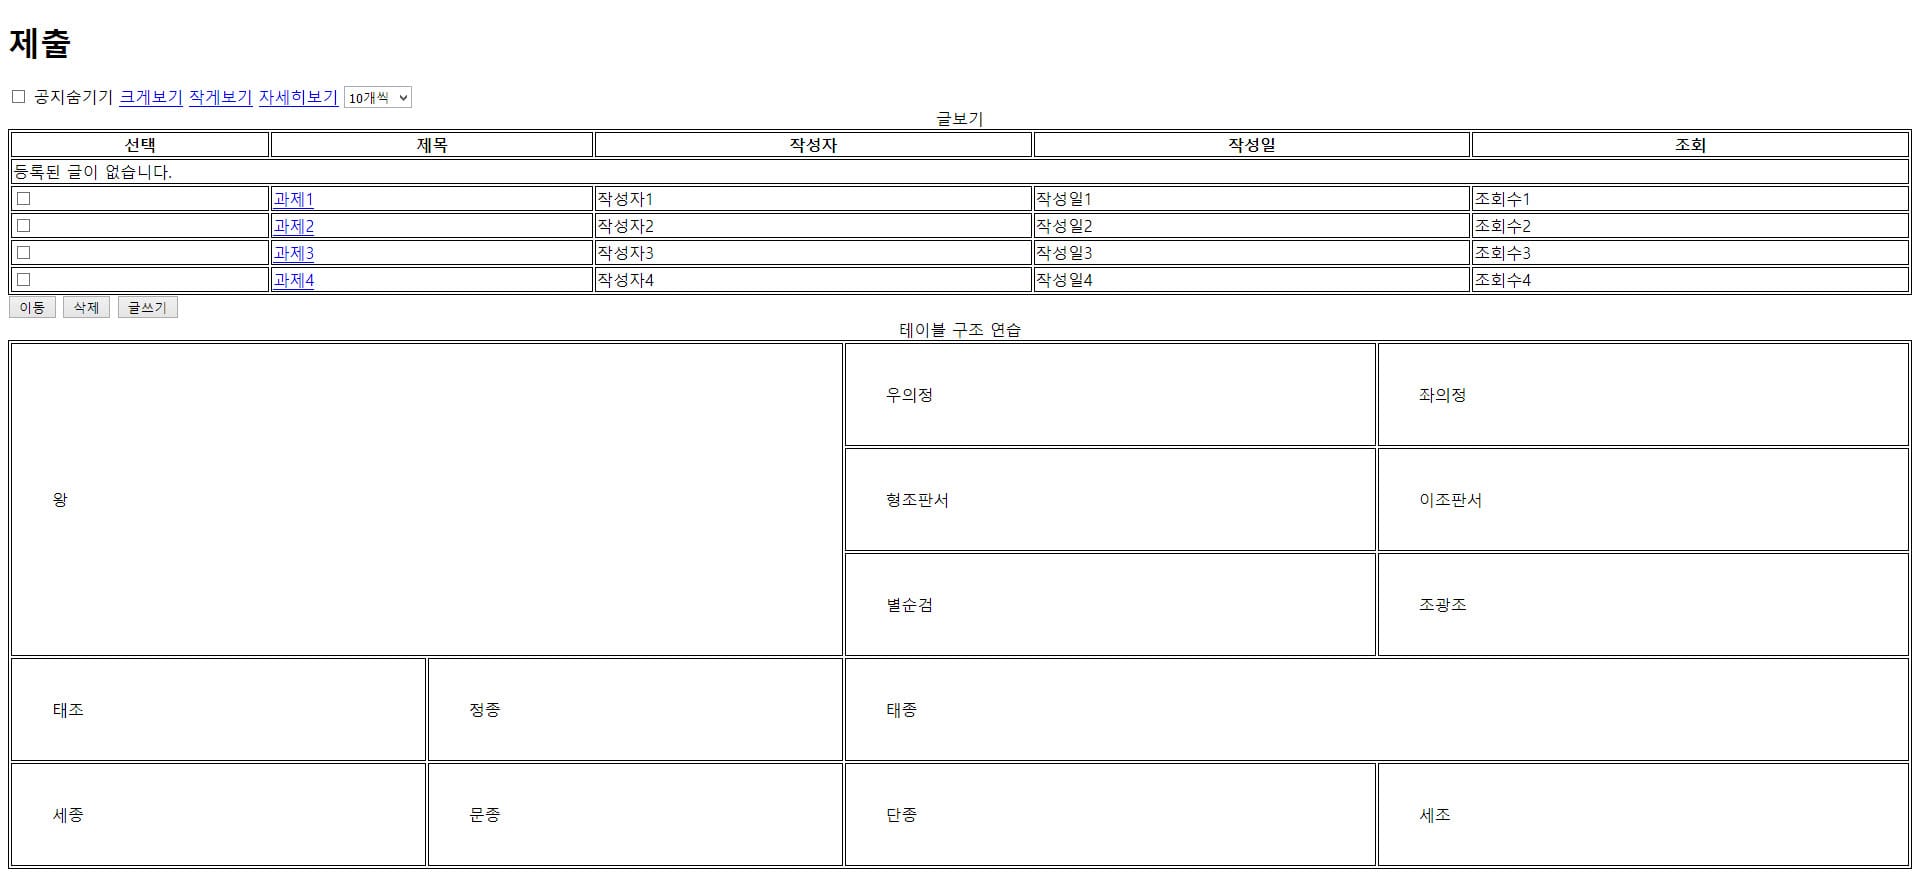 제출
공지숨기기 크게보기 작게보기 자세히보기 10개씩
글보기
선택 제목 작성자 작성일 조회
등록된 글이 없습니다.
과제1 작성자1 작성일1 조회수1
과제2 작성자2 작성일2 조회수2
과제3 작성자3 작성일3 조회수3
과제4 작성자4 작성일4 조회수4
이동 삭제 글쓰기
테이블 구조 연습
우의정 좌의정
왕 형조판서 이조판서
별순검 조광조
태조 정종 태종
세종 문종 단종 세조